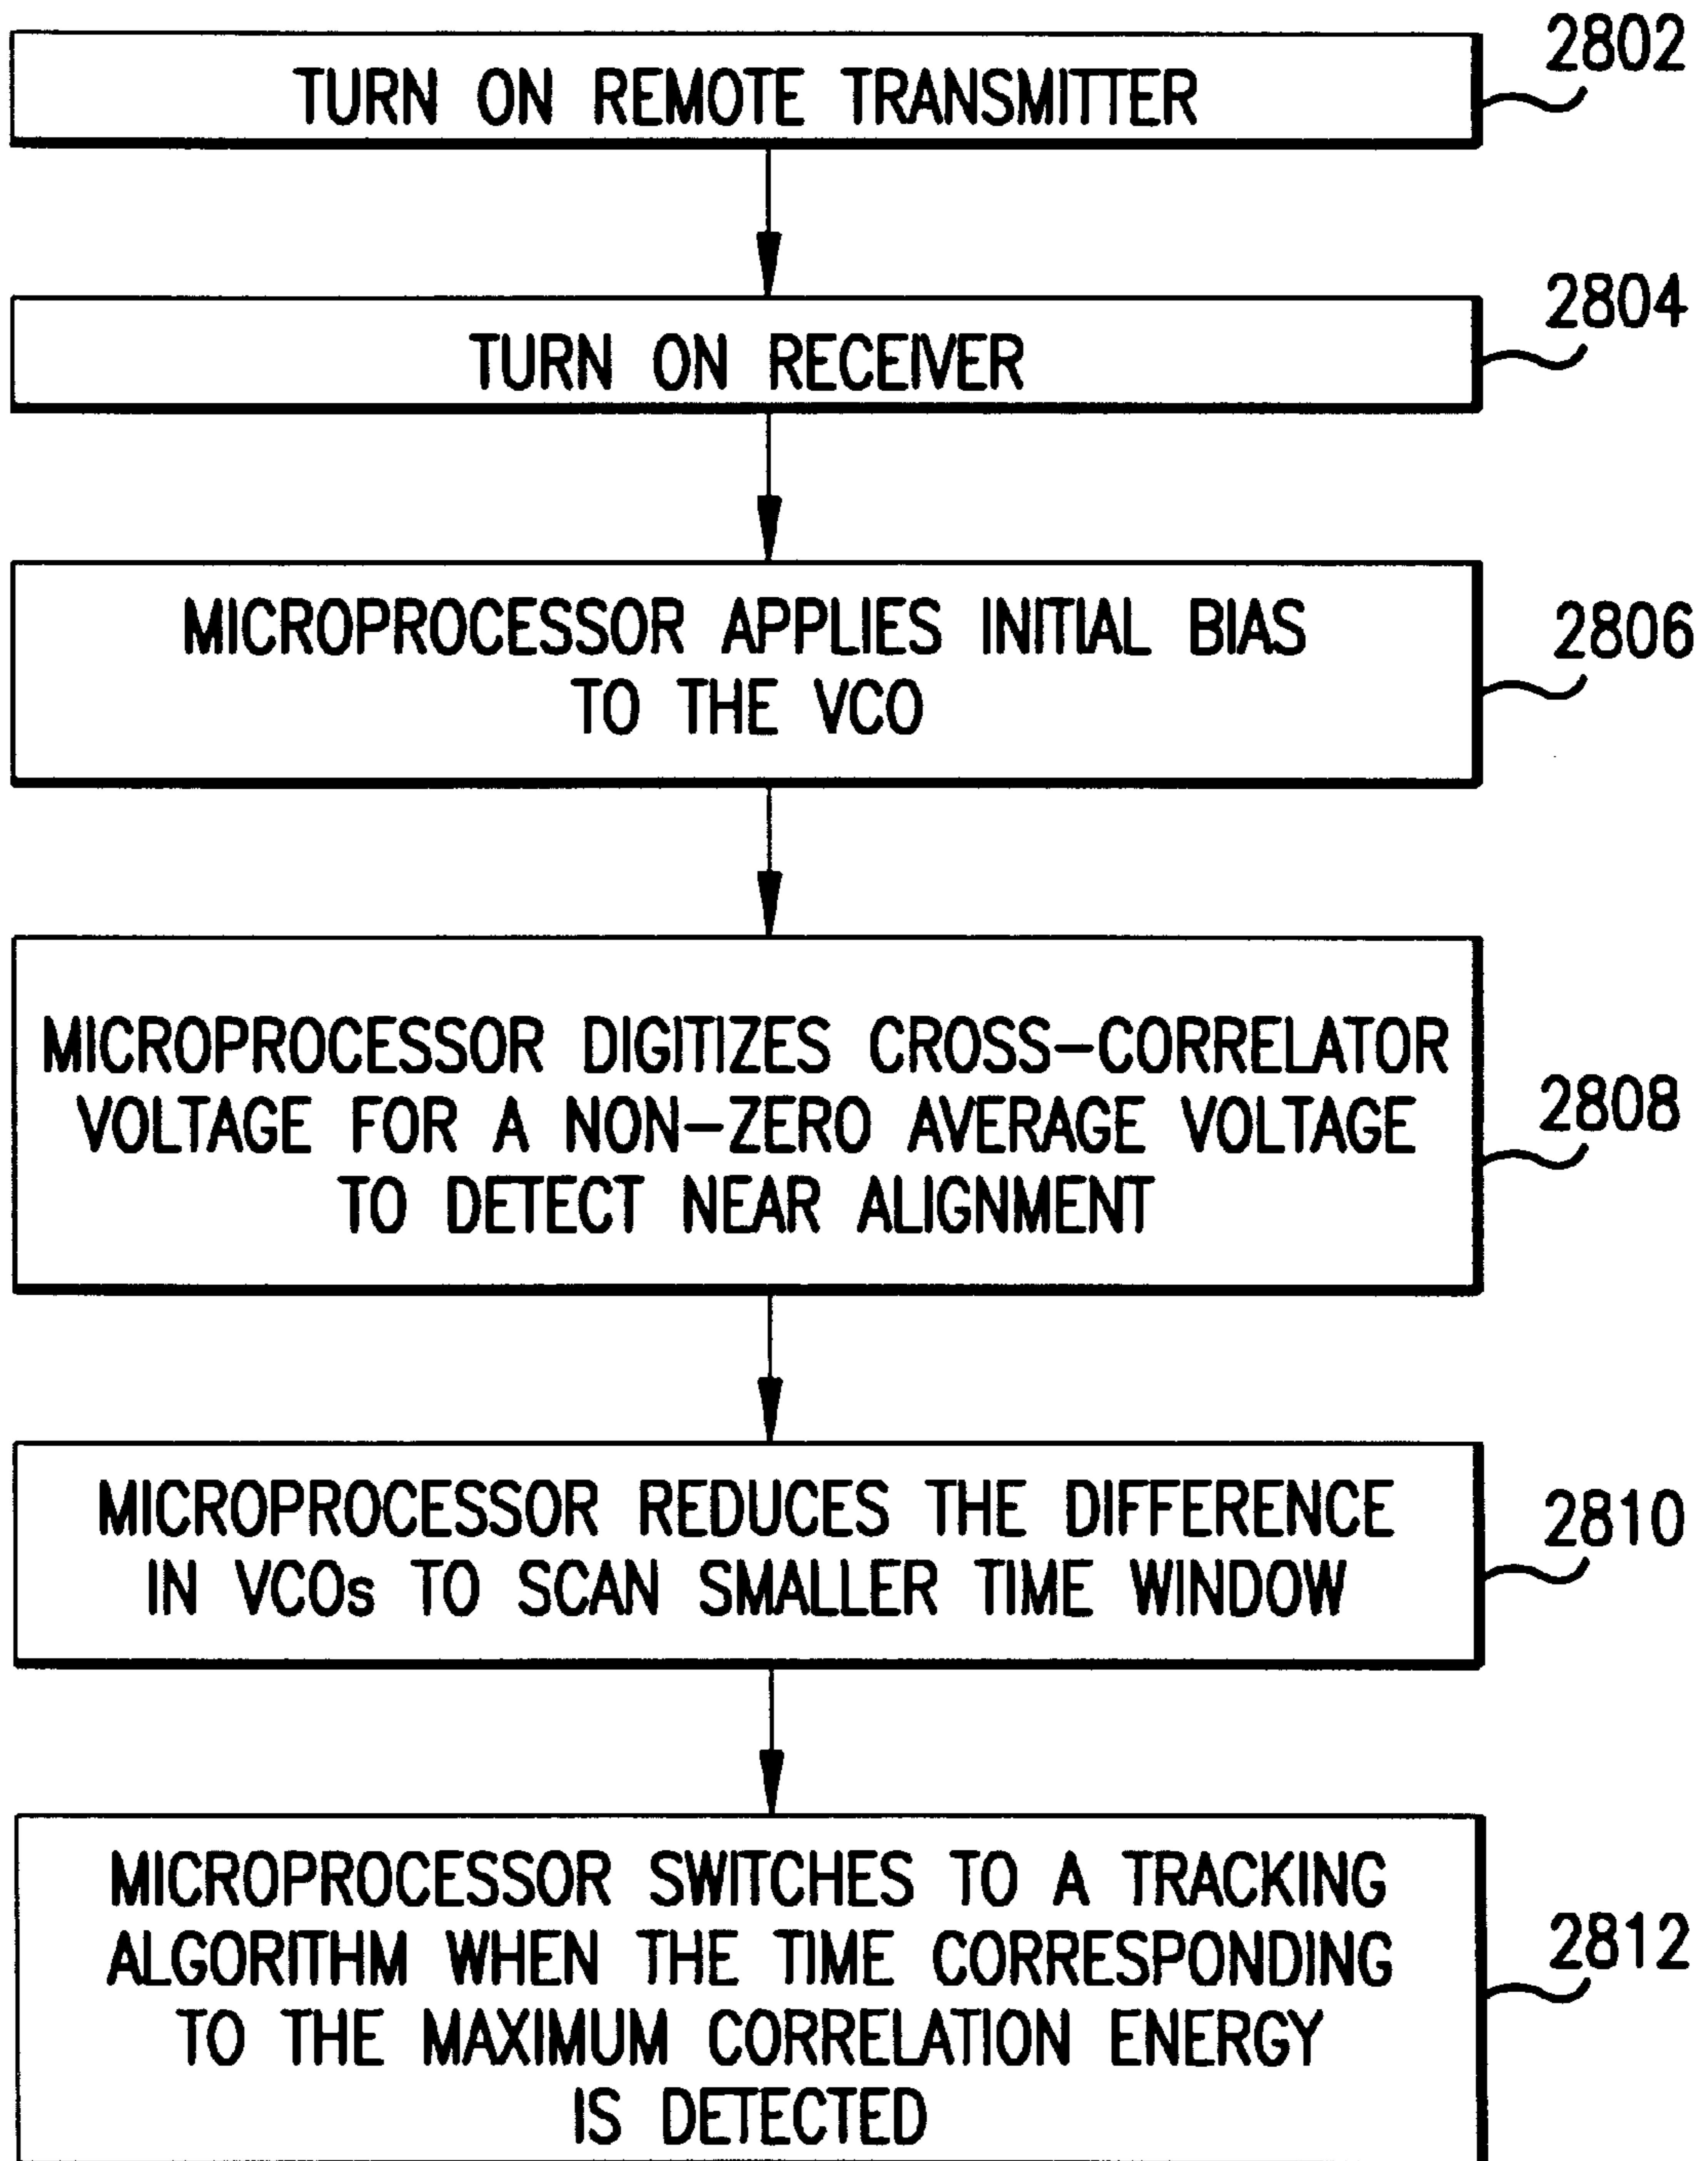 2802
TURN ON REMOTE TRANSMITTER
2804
TURN ON RECEIVER
2806
MICROPROCESSOR APPLIES INITIAL BIAS
TO THE VCO
2808
MICROPROCESSOR DIGITIZES CROSS-CORRELATOR
VOLTAGE FOR A NON-ZERO AVERAGE VOLTAGE
TO DETECT NEAR ALIGNMENT
2810
MICROPROCESSOR REDUCES THE DIFFERENCE
IN VCOs TO SCAN SMALLER TIME WINDOW
2812
MICROPROCESSOR SWITCHES TO A TRACKING
ALGORITHM WHEN THE TIME CORRESPONDING
TO THE MAXIMUM CORRELATION ENERGY
IS DETECTED